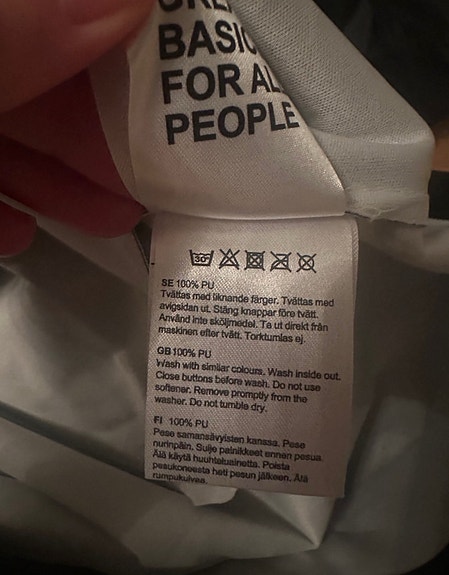 BASIC
FOR AL
PEOPLE
30°
SE 100% PU
Tvättas med liknande färger. Tvättas med
avigsidan ut. Stäng knappar före tvätt.
Använd inte sköljmedel. Ta ut direkt från
maskinen efter tvätt. Torktumlas ej.
GB 100% PU
Wash with similar colours. Wash inside out.
Close buttons before wash. Do not use
softener. Remove promptly from the
washer. Do not tumble dry.
FI 100% PU
Pese samansävyisten kanssa. Pese
nurinpäin. Sulje painikkeet ennen pesua.
Älä käytä huuhteluainetta. Poista
pesukoneesta heti pesun jälkeen. Älä
rumpukuivaa.